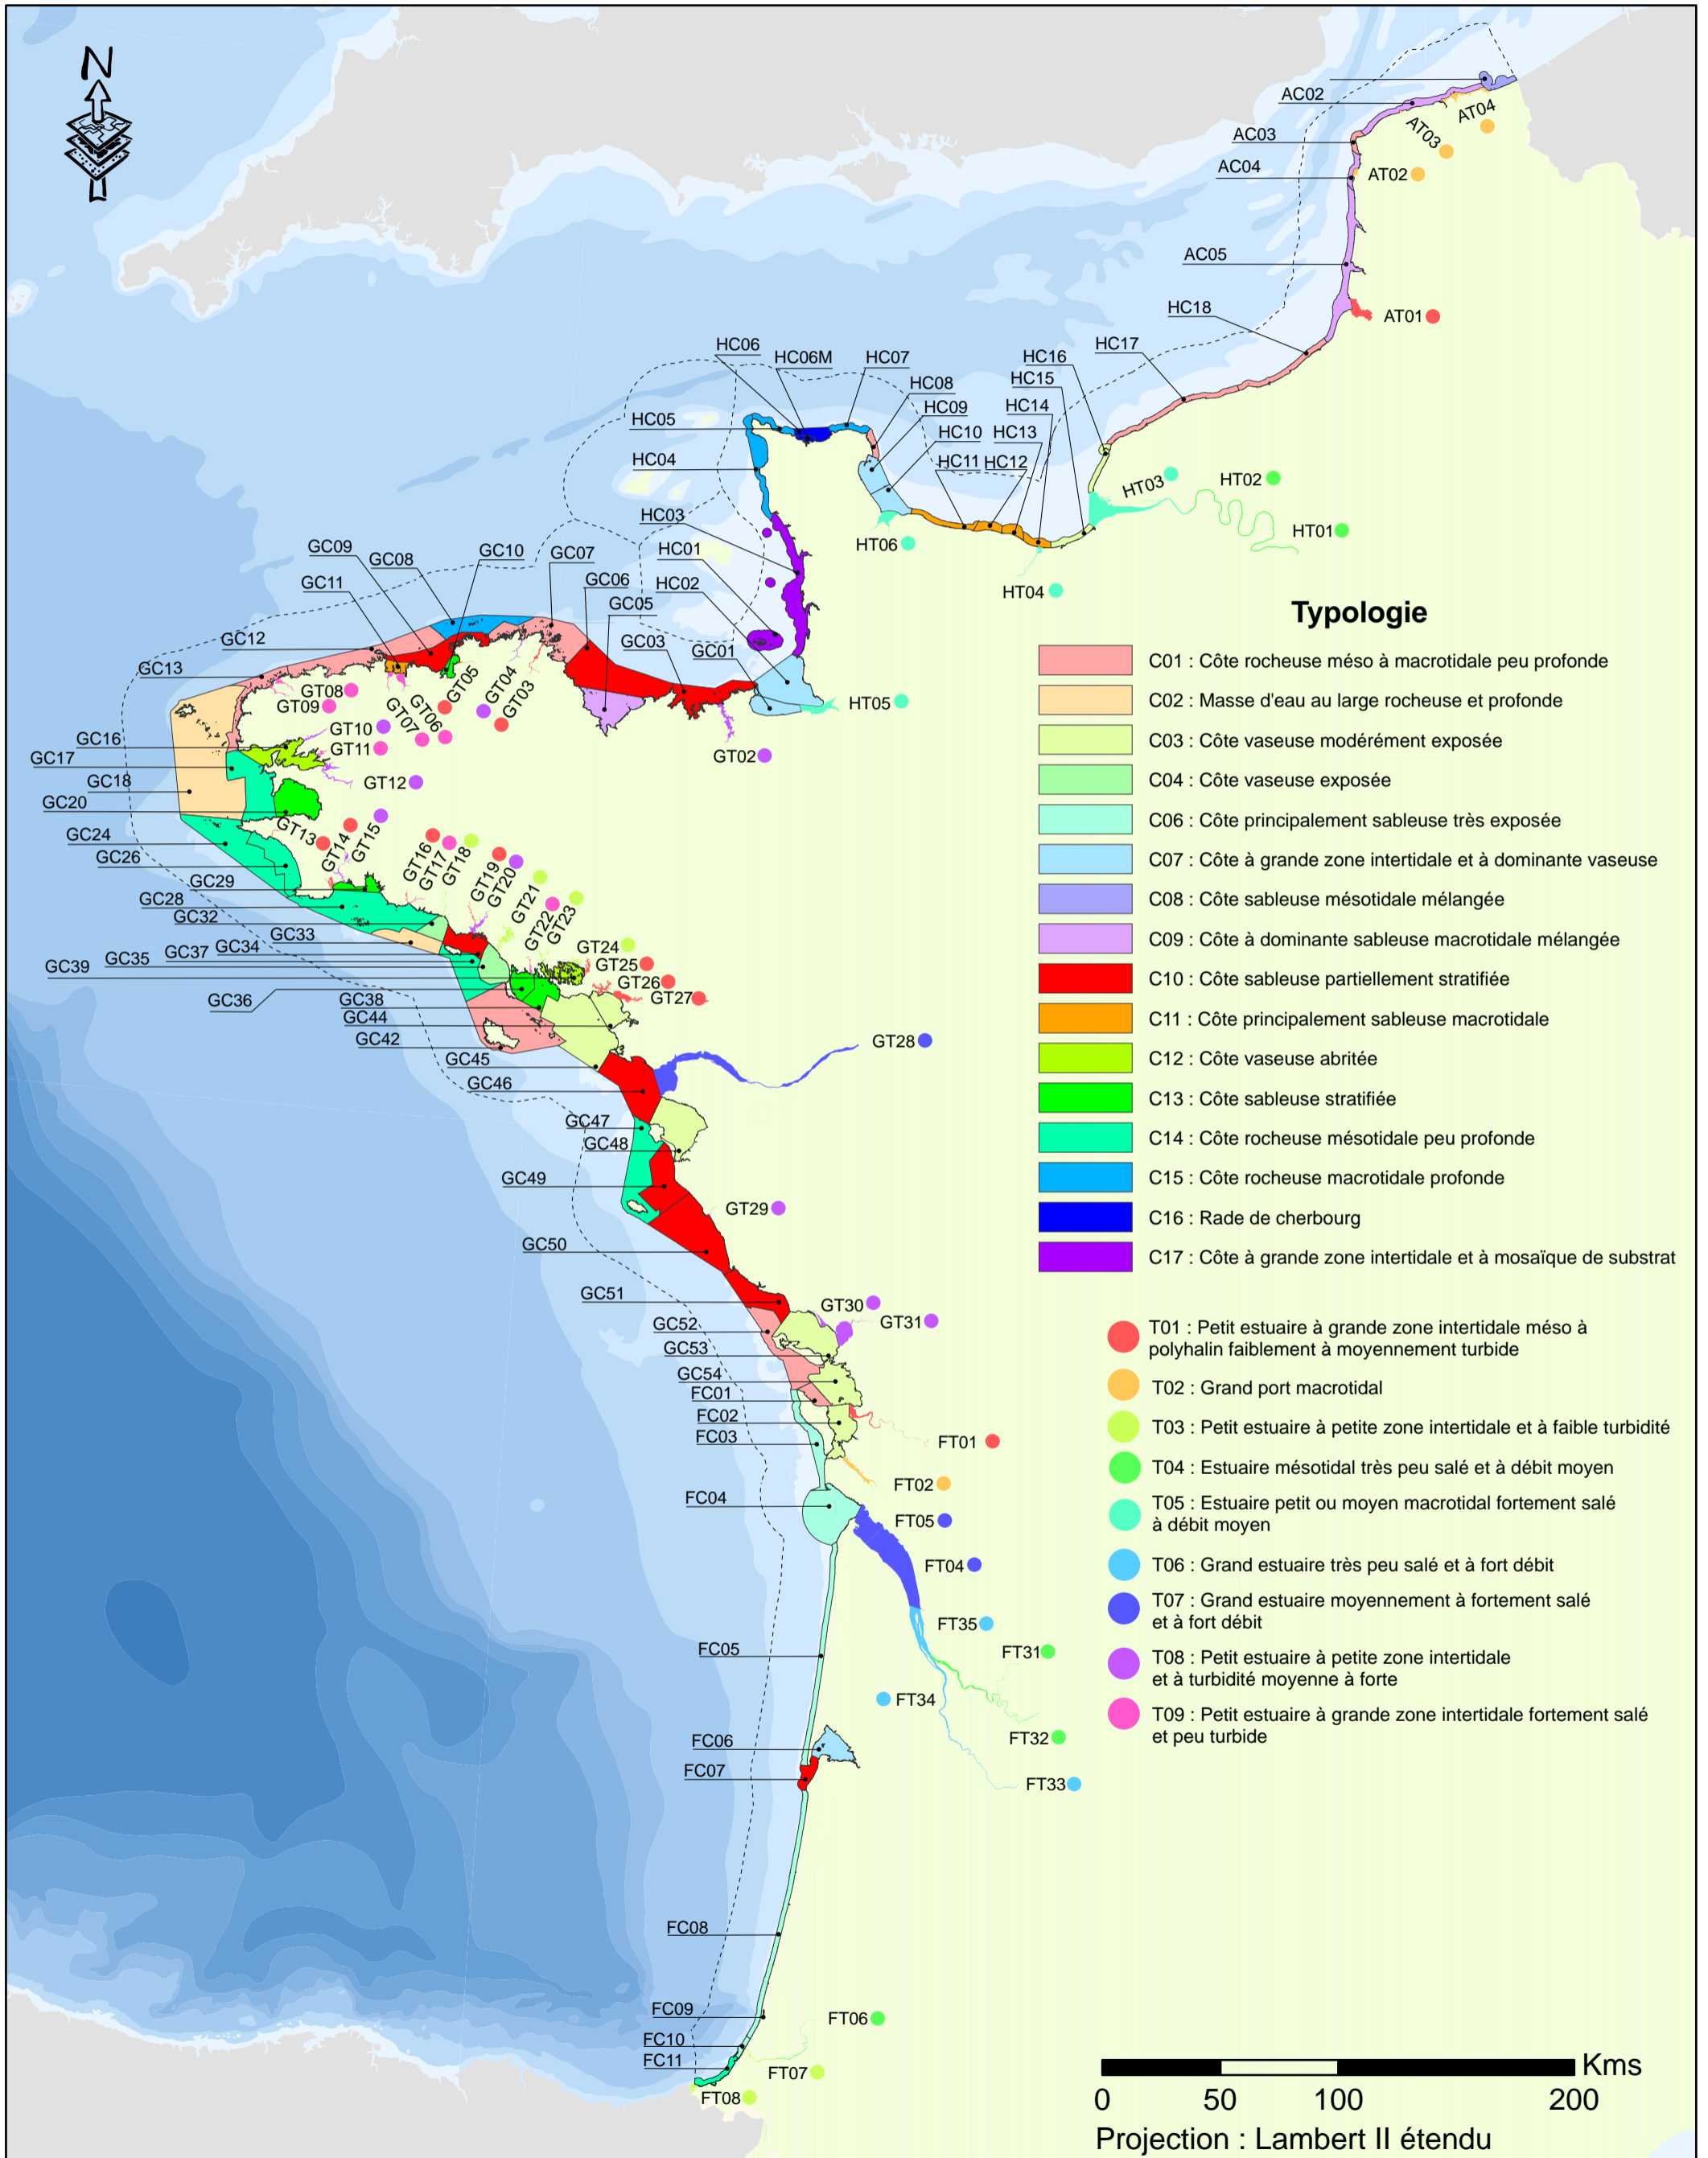 N
AC02
AT04
AT03
AC03
AT02
AC04
AC05
AT01
HC18
HC17
HC16
HC15
HC14
HC13
HC12
HC11
HC10
HC09
HC08
HC07
HC06M
HC06
HC05
HC04
HC03
HC01
HC02
HT03
HT02
HT01
HT06
HT04
HT05
GC01
GC03
GC05
GC06
GC07
GC10
GC08
GC09
GC11
GC12
GC13
GT08
GT09
GT07
GT06
GT05
GT04
GT03
GT02
GT10
GT11
GT12
GC16
GC17
GC18
GC20
GC24
GC26
GT13
GT14
GT15
GT16
GT17
GT18
GT19
GT20
GT21
GT22
GT23
GT24
GT25
GT26
GT27
GC29
GC28
GC32
GC33
GC34
GC37
GC35
GC39
GC36
GC38
GC44
GC42
GC45
GC46
GT28
GC47
GC48
GC49
GT29
GC50
GC51
GT30
GT31
GC52
GC53
GC54
FC01
FC02
FC03
FT01
FT02
FC04
FT05
FT04
FT35
FT31
FC05
FT34
FT32
FC06
FC07
FT33
FC08
FC09
FT06
FC10
FC11
FT07
FT08
Typologie
C01 : Côte rocheuse méso à macrotidale peu profonde
C02 : Masse d'eau au large rocheuse et profonde
C03 : Côte vaseuse modérément exposée
C04 : Côte vaseuse exposée
C06 : Côte principalement sableuse très exposée
C07 : Côte à grande zone intertidale et à dominante vaseuse
C08 : Côte sableuse mésotidale mélangée
C09 : Côte à dominante sableuse macrotidale mélangée
C10 : Côte sableuse partiellement stratifiée
C11 : Côte principalement sableuse macrotidale
C12 : Côte vaseuse abritée
C13 : Côte sableuse stratifiée
C14 : Côte rocheuse mésotidale peu profonde
C15 : Côte rocheuse macrotidale profonde
C16 : Rade de cherbourg
C17 : Côte à grande zone intertidale et à mosaïque de substrat
T01 : Petit estuaire à grande zone intertidale méso à
polyhalin faiblement à moyennement turbide
T02 : Grand port macrotidal
T03 : Petit estuaire à petite zone intertidale et à faible turbidité
T04 : Estuaire mésotidal très peu salé et à débit moyen
T05 : Estuaire petit ou moyen macrotidal fortement salé
à débit moyen
T06 : Grand estuaire très peu salé et à fort débit
T07 : Grand estuaire moyennement à fortement salé
et à fort débit
T08 : Petit estuaire à petite zone intertidale
et à turbidité moyenne à forte
T09 : Petit estuaire à grande zone intertidale fortement salé
et peu turbide
Kms
0 50 100 200
Projection : Lambert II étendu